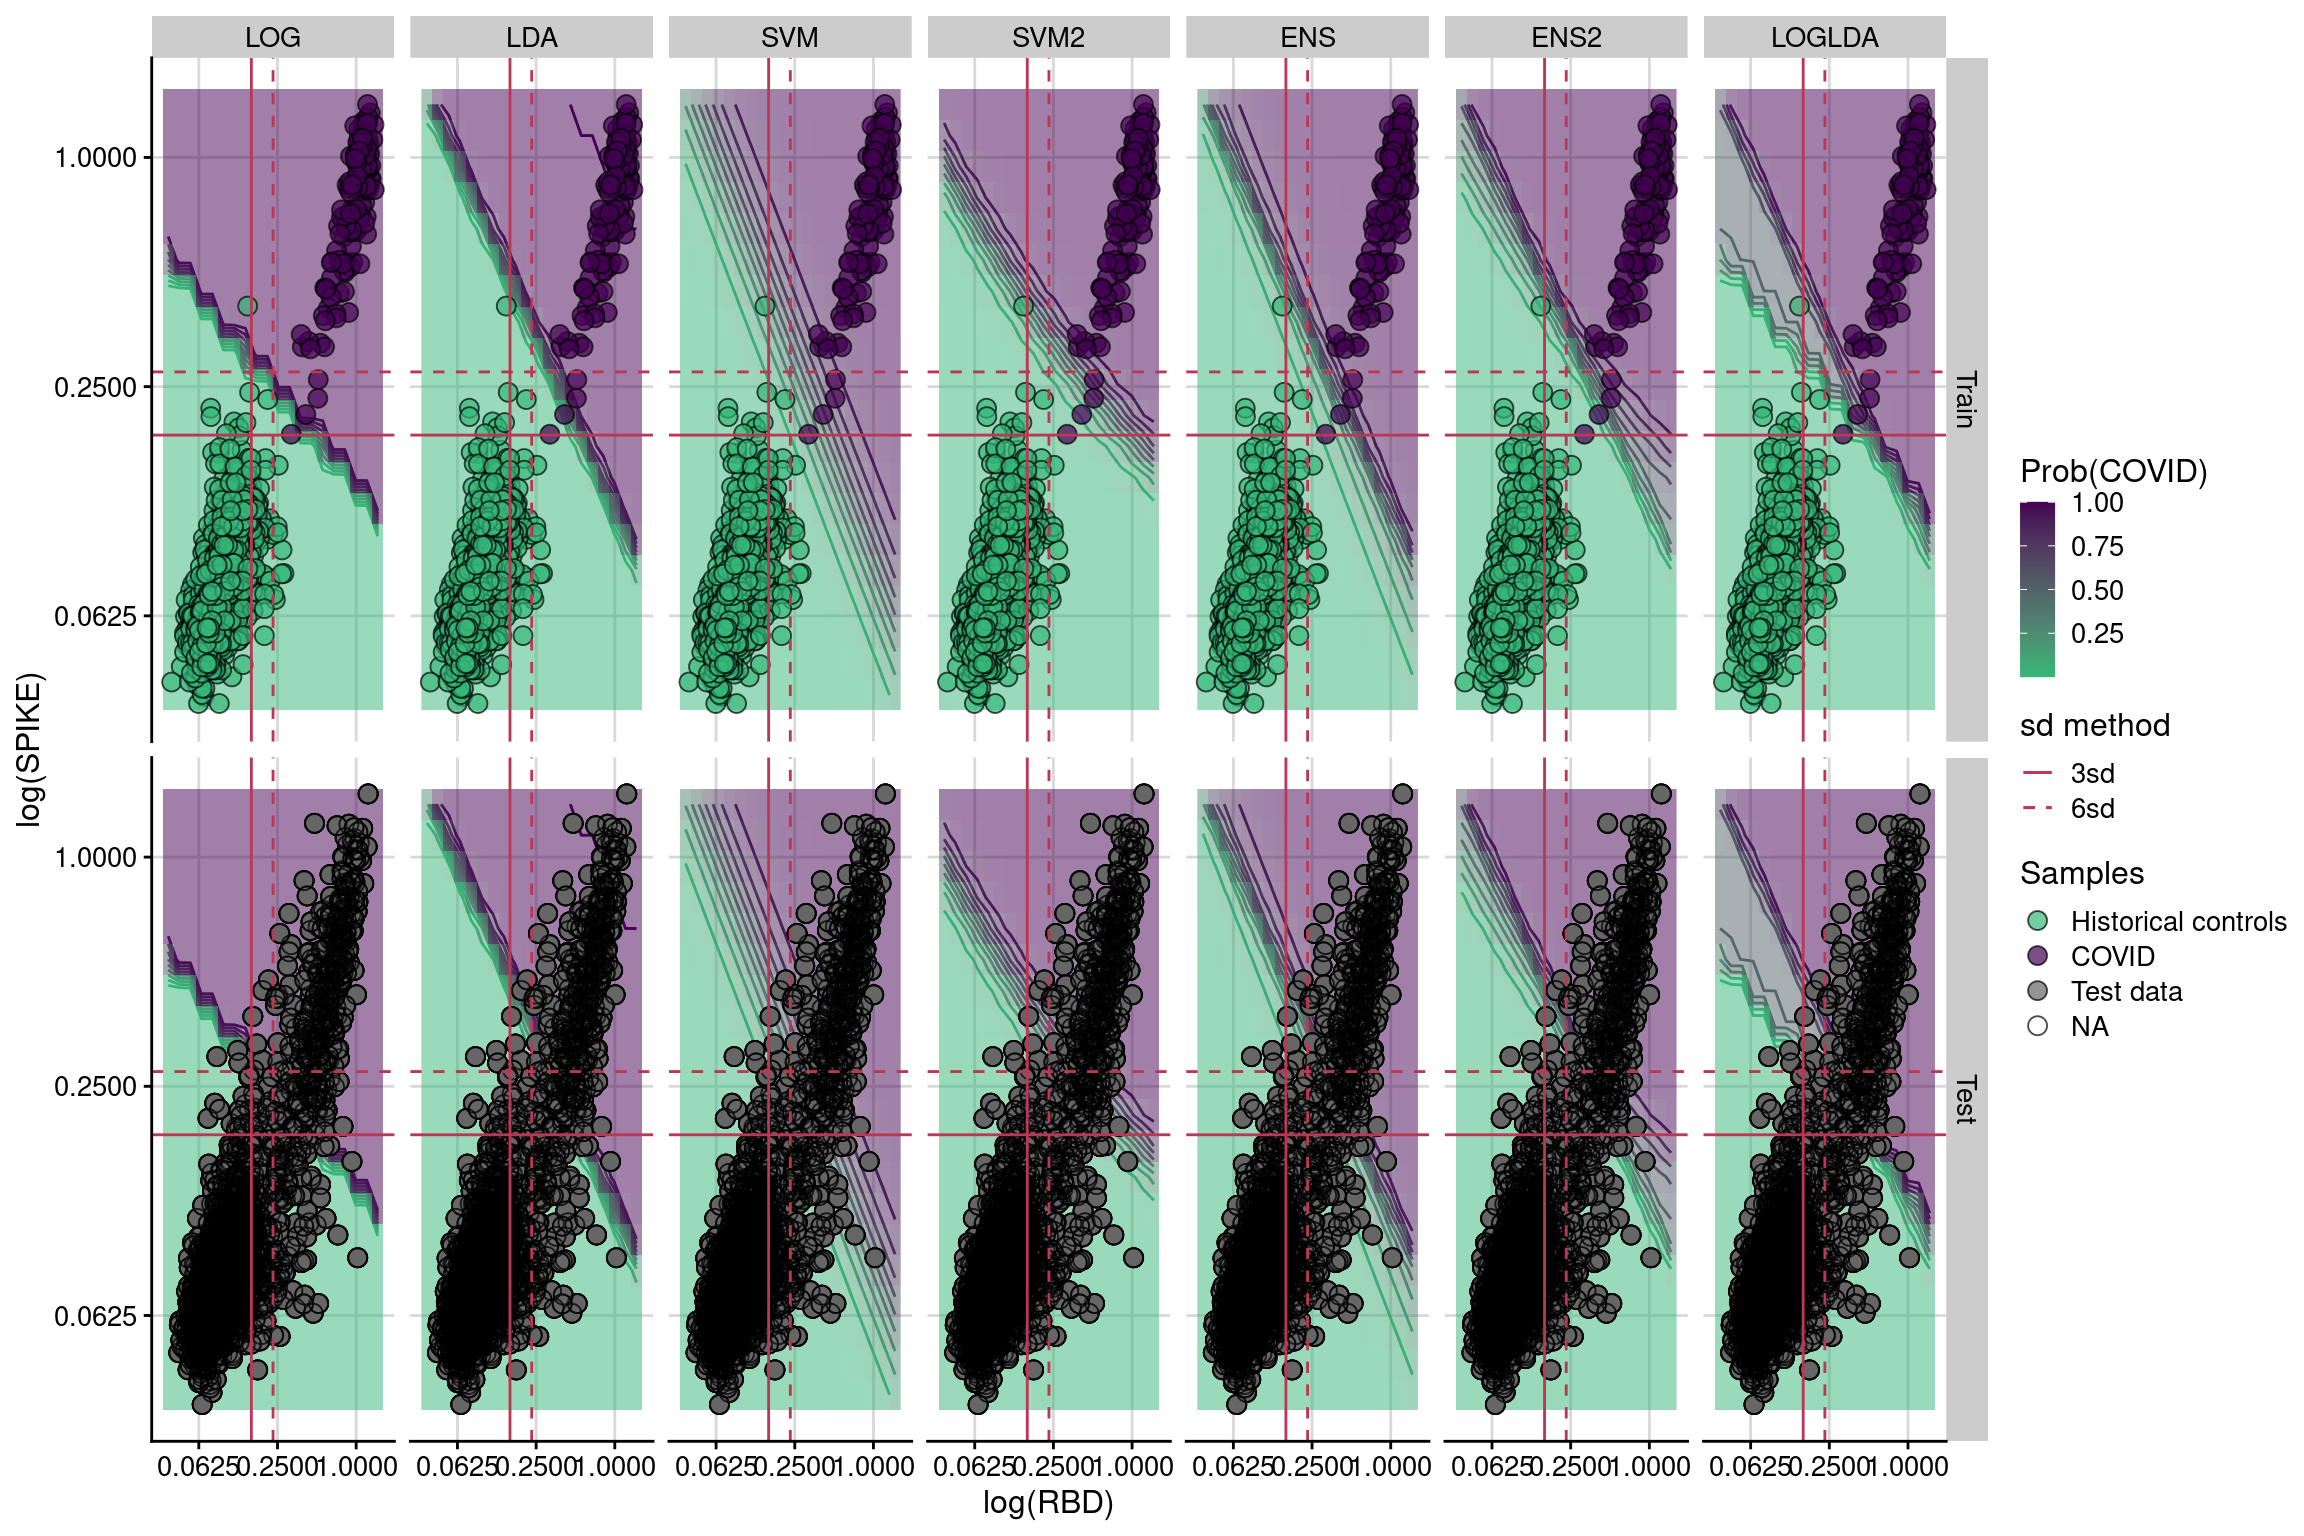 LOG LDA SVM SVM2 ENS ENS2 LOGLDA
log(SPIKE)
1.0000
0.2500
0.0625
Train
1.0000
0.2500
0.0625
Test
0.0625 0.2500 1.0000 0.0625 0.2500 1.0000 0.0625 0.2500 1.0000 0.0625 0.2500 1.0000 0.0625 0.2500 1.0000 0.0625 0.2500 1.0000 0.0625 0.2500 1.0000
log(RBD)
Prob(COVID)
1.00
0.75
0.50
0.25
sd method
3sd
6sd
Samples
Historical controls
COVID
Test data
NA